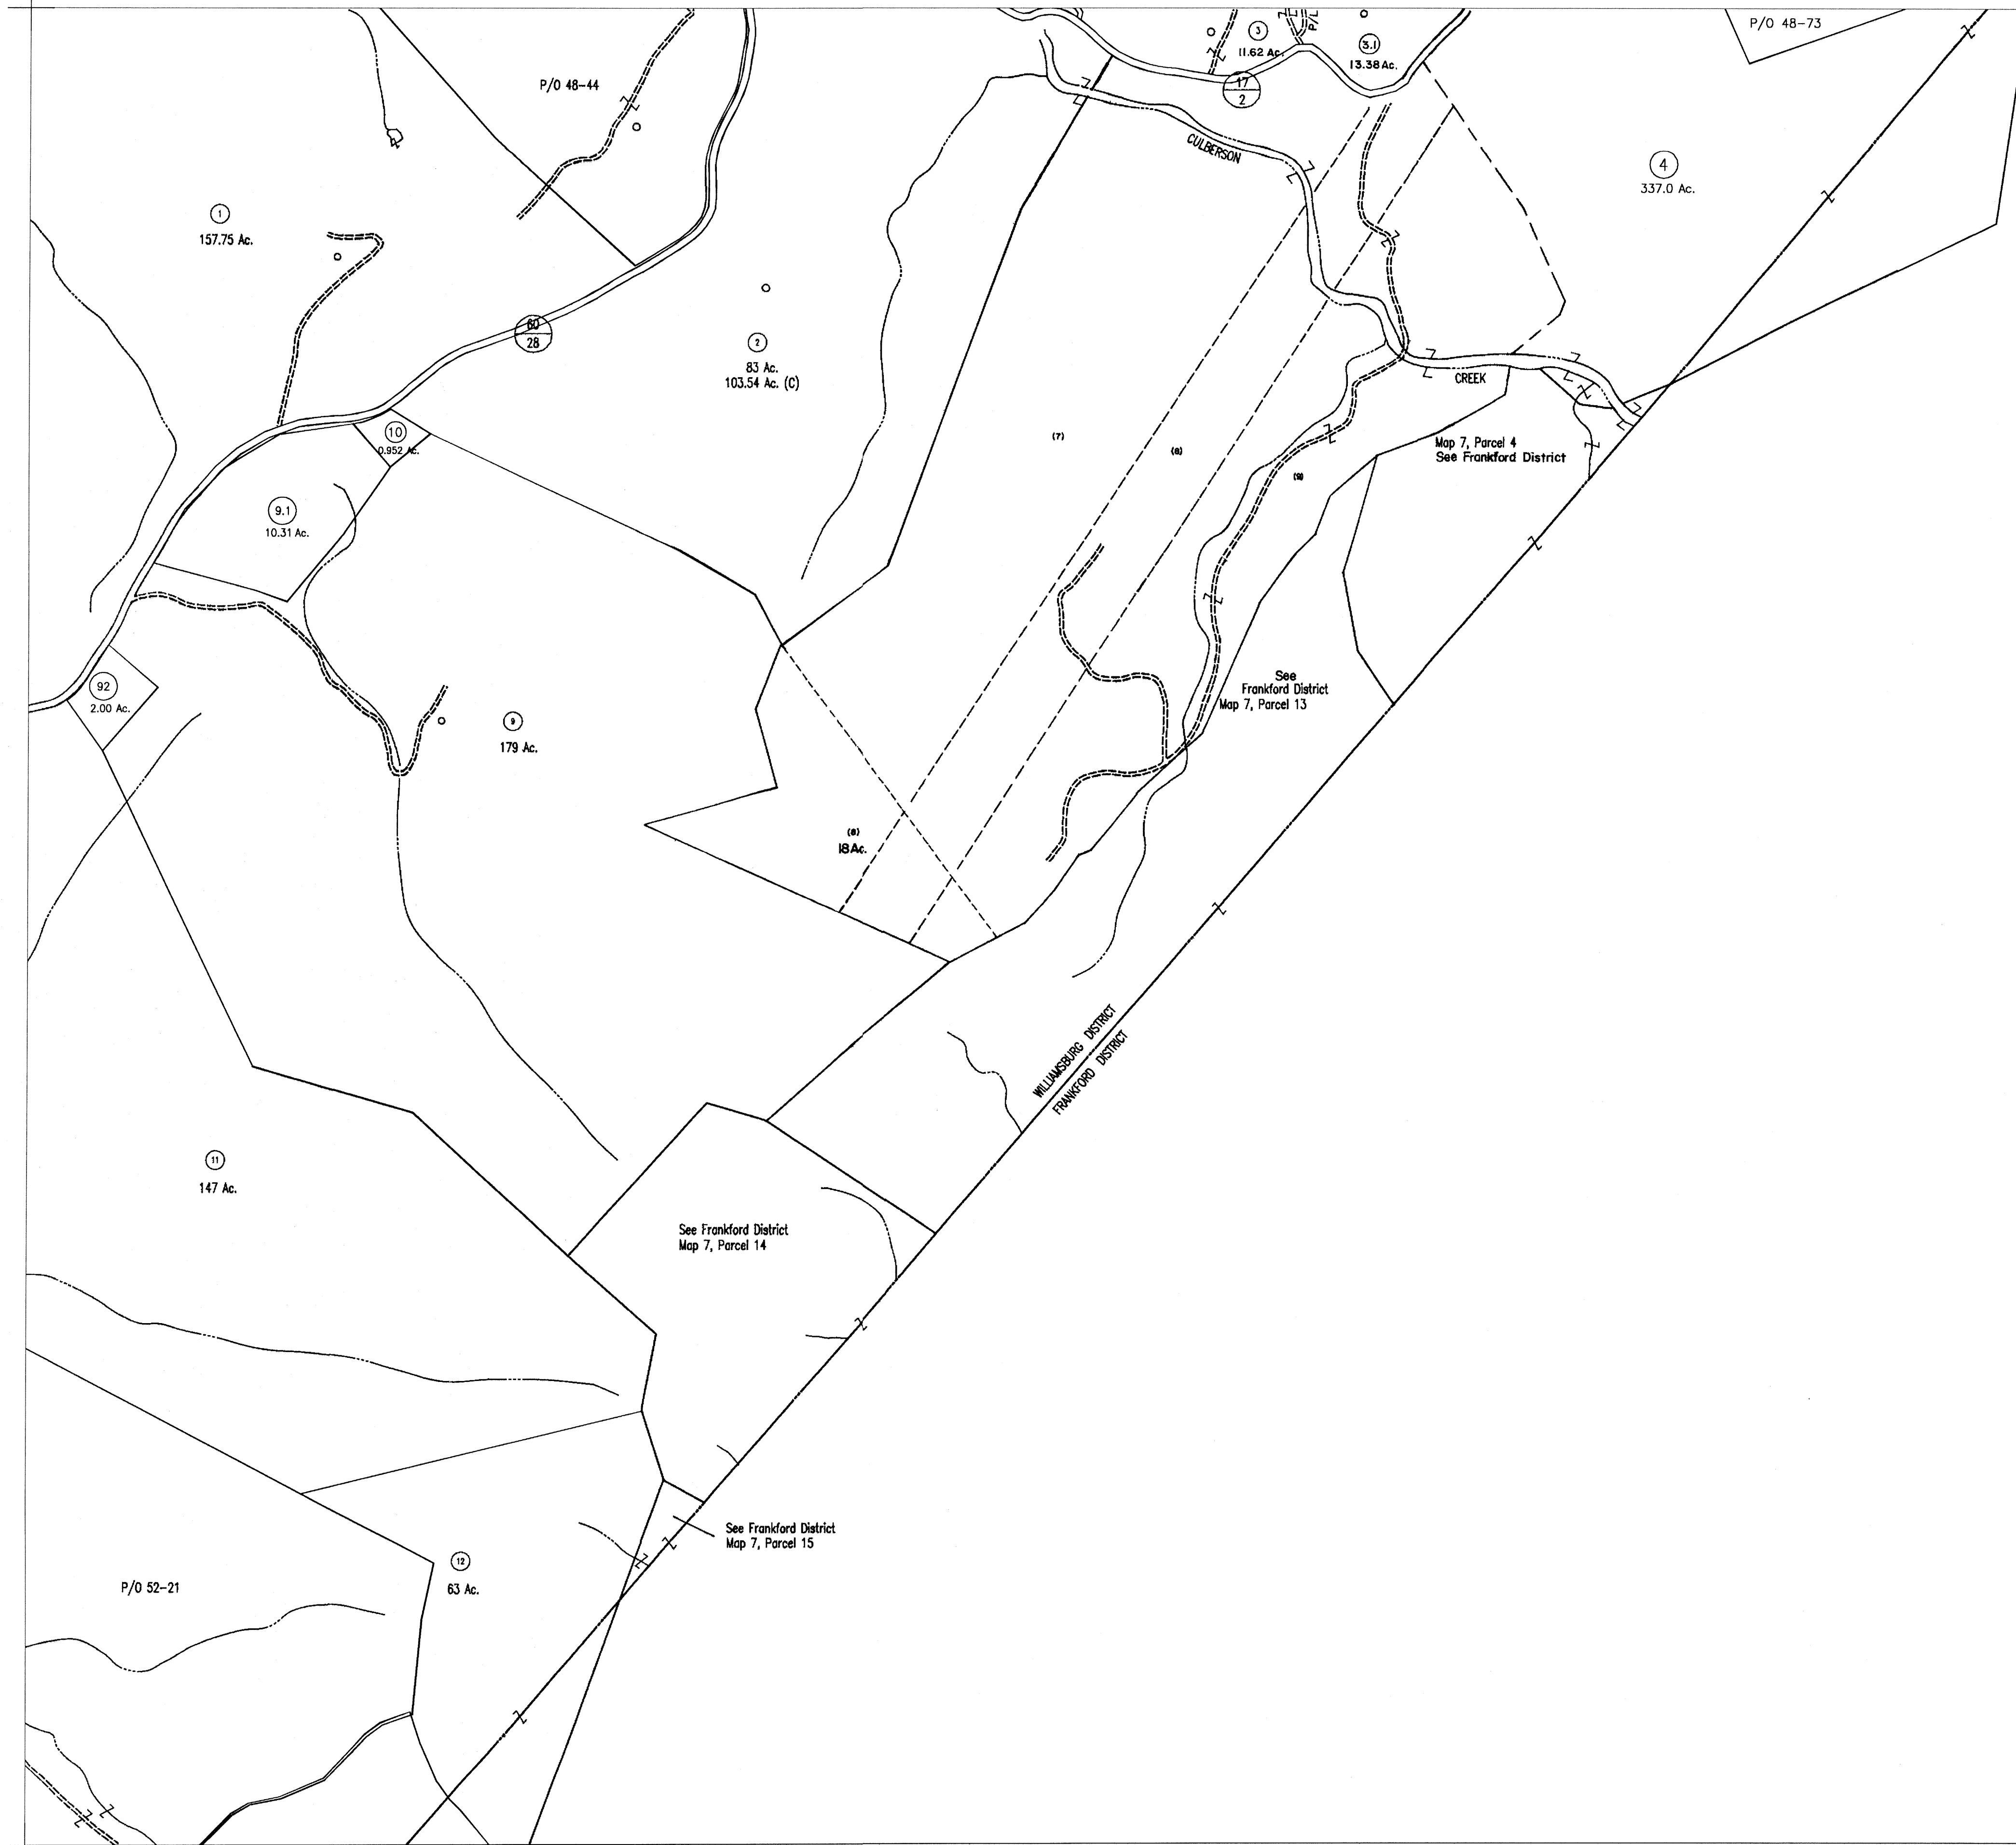 P/O 48-73
3
11.62 Ac.
P/L
3.1
13.38 Ac.
17
2
P/O 48-44
CULBERSON
4
337.0 Ac.
1
157.75 Ac.
60
28
2
83 Ac.
103.54 Ac. (C)
CREEK
10
0.952 Ac.
(7)
(8)
(9)
Map 7, Parcel 4
See Frankford District
9.1
10.31 Ac.
92
2.00 Ac.
9
179 Ac.
See
Frankford District
Map 7, Parcel 13
(8)
18 Ac.
WILLIAMSBURG DISTRICT
FRANKFORD DISTRICT
11
147 Ac.
See Frankford District
Map 7, Parcel 14
See Frankford District
Map 7, Parcel 15
12
63 Ac.
P/O 52-21